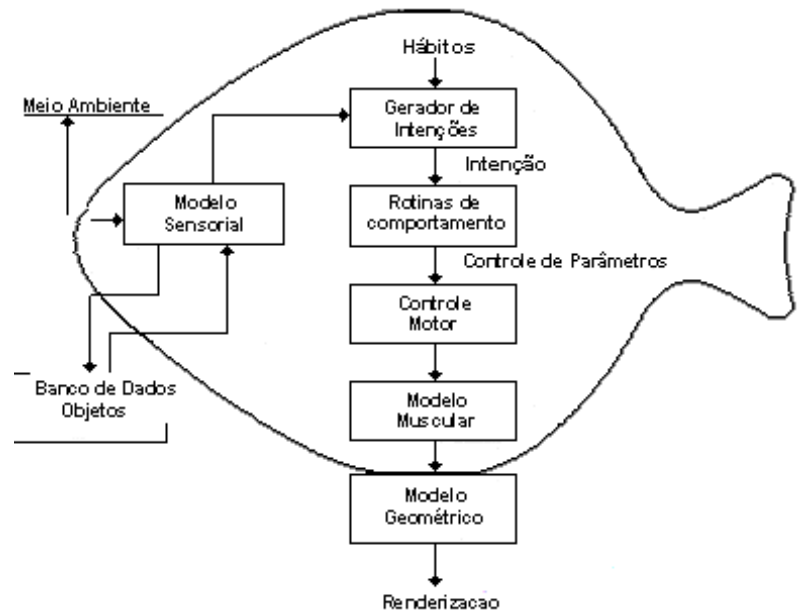 Hábitos
Meio Ambiente
Gerador de
Intenções
Intenção
Modelo
Sensorial
Rotinas de
comportamento
Controle de Parâmetros
Controle
Motor
Banco de Dados
Objetos
Modelo
Muscular
Modelo
Geométrico
Renderizacao